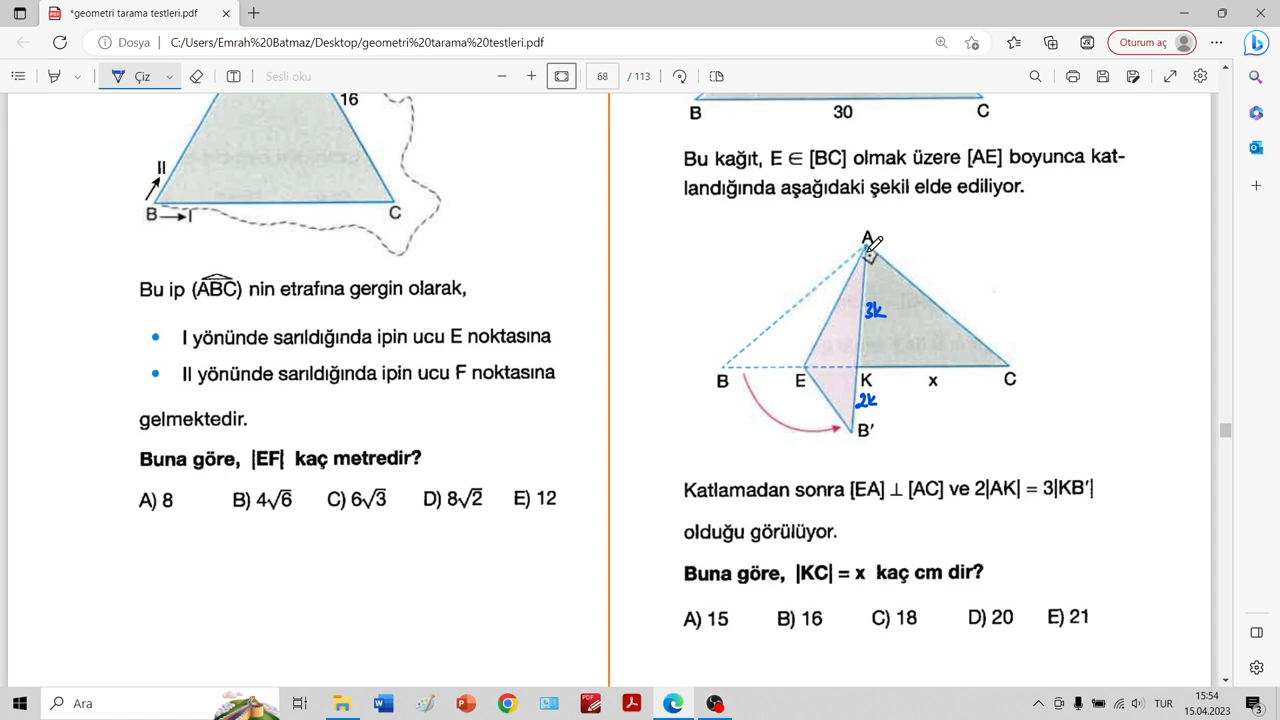 *geometri tarama testleri.pdf
Dosya
C:/Users/Emrah%20Batmaz/Desktop/geometri%20tarama%20testleri.pdf
Oturum aç
Çiz
Sesli oku
68
/ 113
16
II
B
I
C
Bu ip (ABC) nin etrafına gergin olarak,
• I yönünde sarıldığında ipin ucu E noktasına
• II yönünde sarıldığında ipin ucu F noktasına
gelmektedir.
Buna göre, |EF| kaç metredir?
A) 8 B) 4√6 C) 6√3 D) 8√2 E) 12
B
30
C
Bu kağıt, E ∈ [BC] olmak üzere [AE] boyunca kat-
landığında aşağıdaki şekil elde ediliyor.
A
3k
B
E
K
x
C
2k
B'
Katlamadan sonra [EA] ⊥ [AC] ve 2|AK| = 3|KB'|
olduğu görülüyor.
Buna göre, |KC| = x kaç cm dir?
A) 15 B) 16 C) 18 D) 20 E) 21
Ara
TUR
15:54
15.04.2023
3